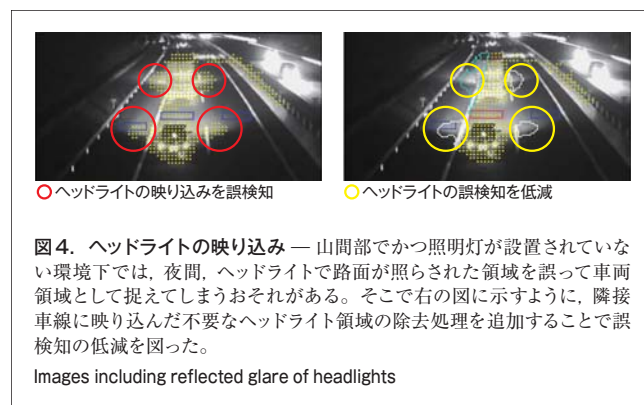 ○ヘッドライトの映り込みを誤検知
○ヘッドライトの誤検知を低減
図4. ヘッドライトの映り込み — 山間部でかつ照明灯が設置されていな
い環境下では, 夜間, ヘッドライトで路面が照らされた領域を誤って車両
領域として捉えてしまうおそれがある。そこで右の図に示すように, 隣接
車線に映り込んだ不要なヘッドライト領域の除去処理を追加することで誤
検知の低減を図った。
Images including reflected glare of headlights